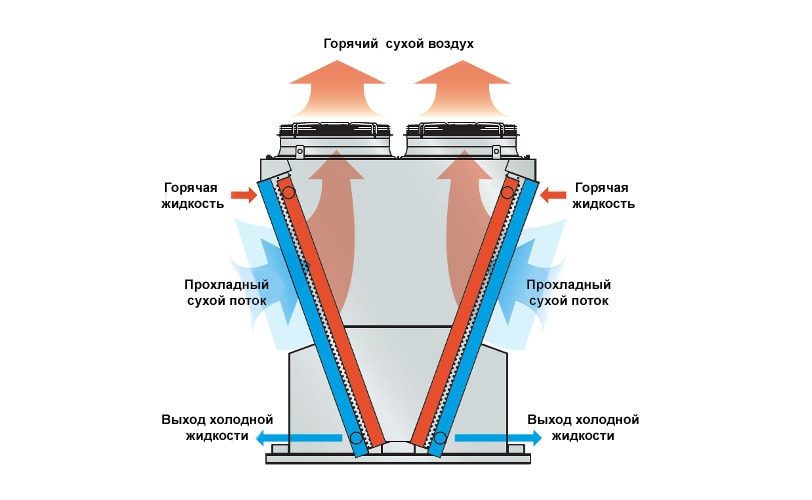 Горячий сухой воздух
Горячая
жидкость
Горячая
жидкость
Прохладный
сухой поток
Прохладный
сухой поток
Выход холодной
жидкости
Выход холодной
жидкости